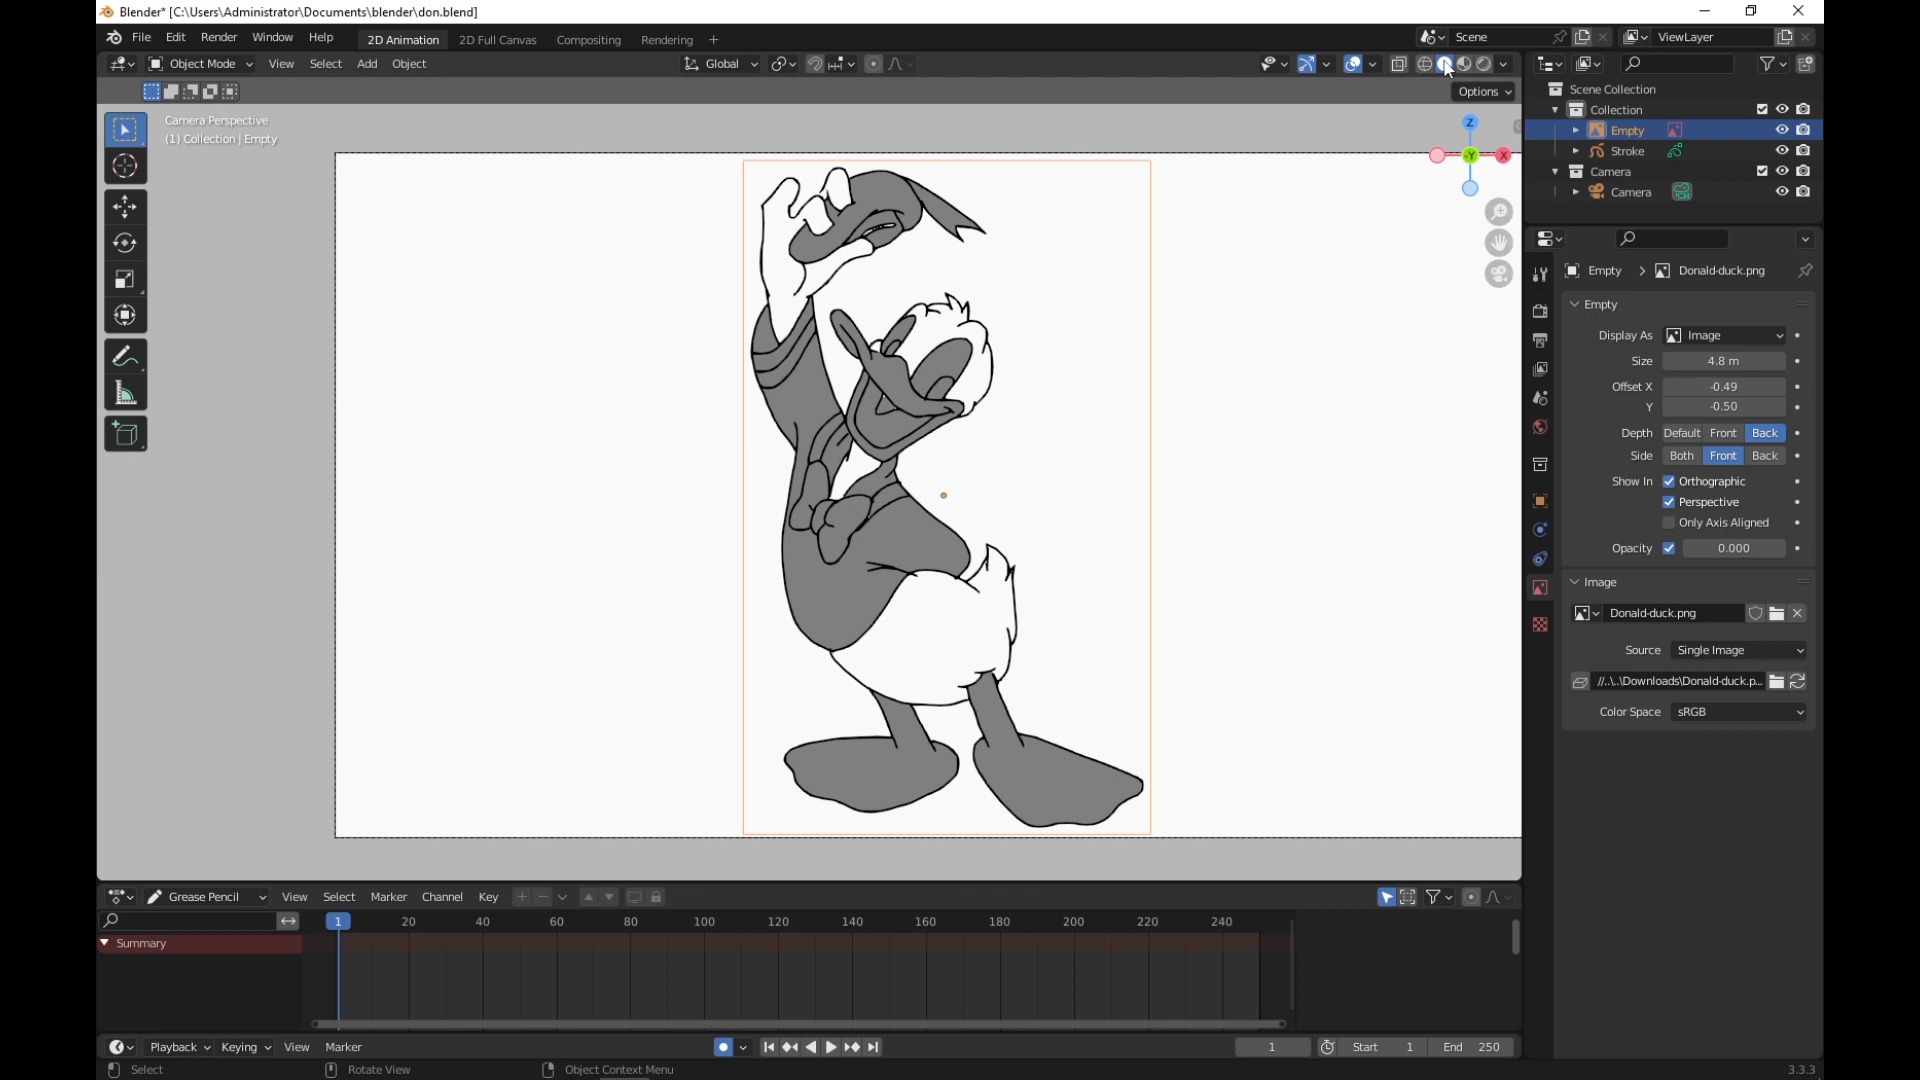 Blender* [C:\Users\Administrator\Documents\blender\don.blend]
File Edit Render Window Help 2D Animation 2D Full Canvas Compositing Rendering + Scene ViewLayer
Object Mode View Select Add Object Global
Options
Camera Perspective
(1) Collection | Empty
Z
-Y X
Scene Collection
Collection
Empty
Stroke
Camera
Camera
Empty > Donald-duck.png
Empty
Display As Image
Size 4.8 m
Offset X -0.49
Y -0.50
Depth Default Front Back
Side Both Front Back
Show In Orthographic
Perspective
Only Axis Aligned
Opacity 0.000
Image
Donald-duck.png
Source Single Image
//..\..\Downloads\Donald-duck.p...
Color Space sRGB
Grease Pencil View Select Marker Channel Key
1 20 40 60 80 100 120 140 160 180 200 220 240
Summary
Playback Keying View Marker 1 Start 1 End 250
Select Rotate View Object Context Menu 3.3.3